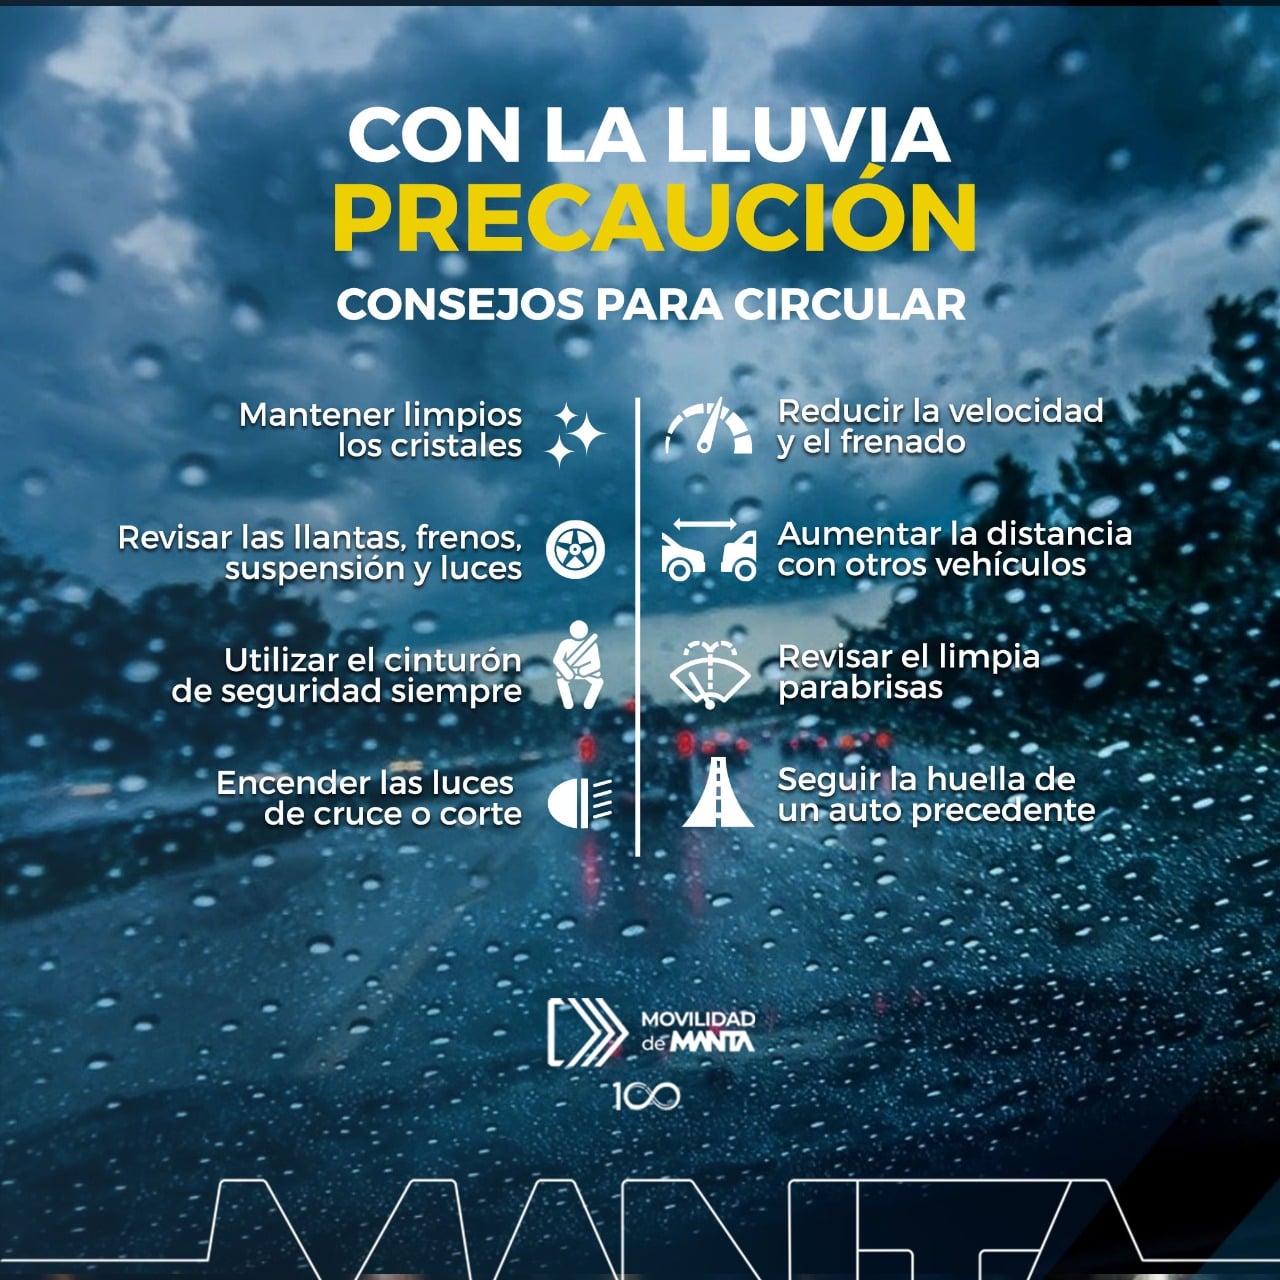 CON LA LLUVIA
PRECAUCIÓN
CONSEJOS PARA CIRCULAR
Mantener limpios
los cristales
Revisar las llantas, frenos,
suspensión y luces
Utilizar el cinturón
de seguridad siempre
Encender las luces
de cruce o corte
Reducir la velocidad
y el frenado
Aumentar la distancia
con otros vehículos
Revisar el limpia
parabrisas
Seguir la huella de
un auto precedente
MOVILIDAD
de MANTA
100
MANTA